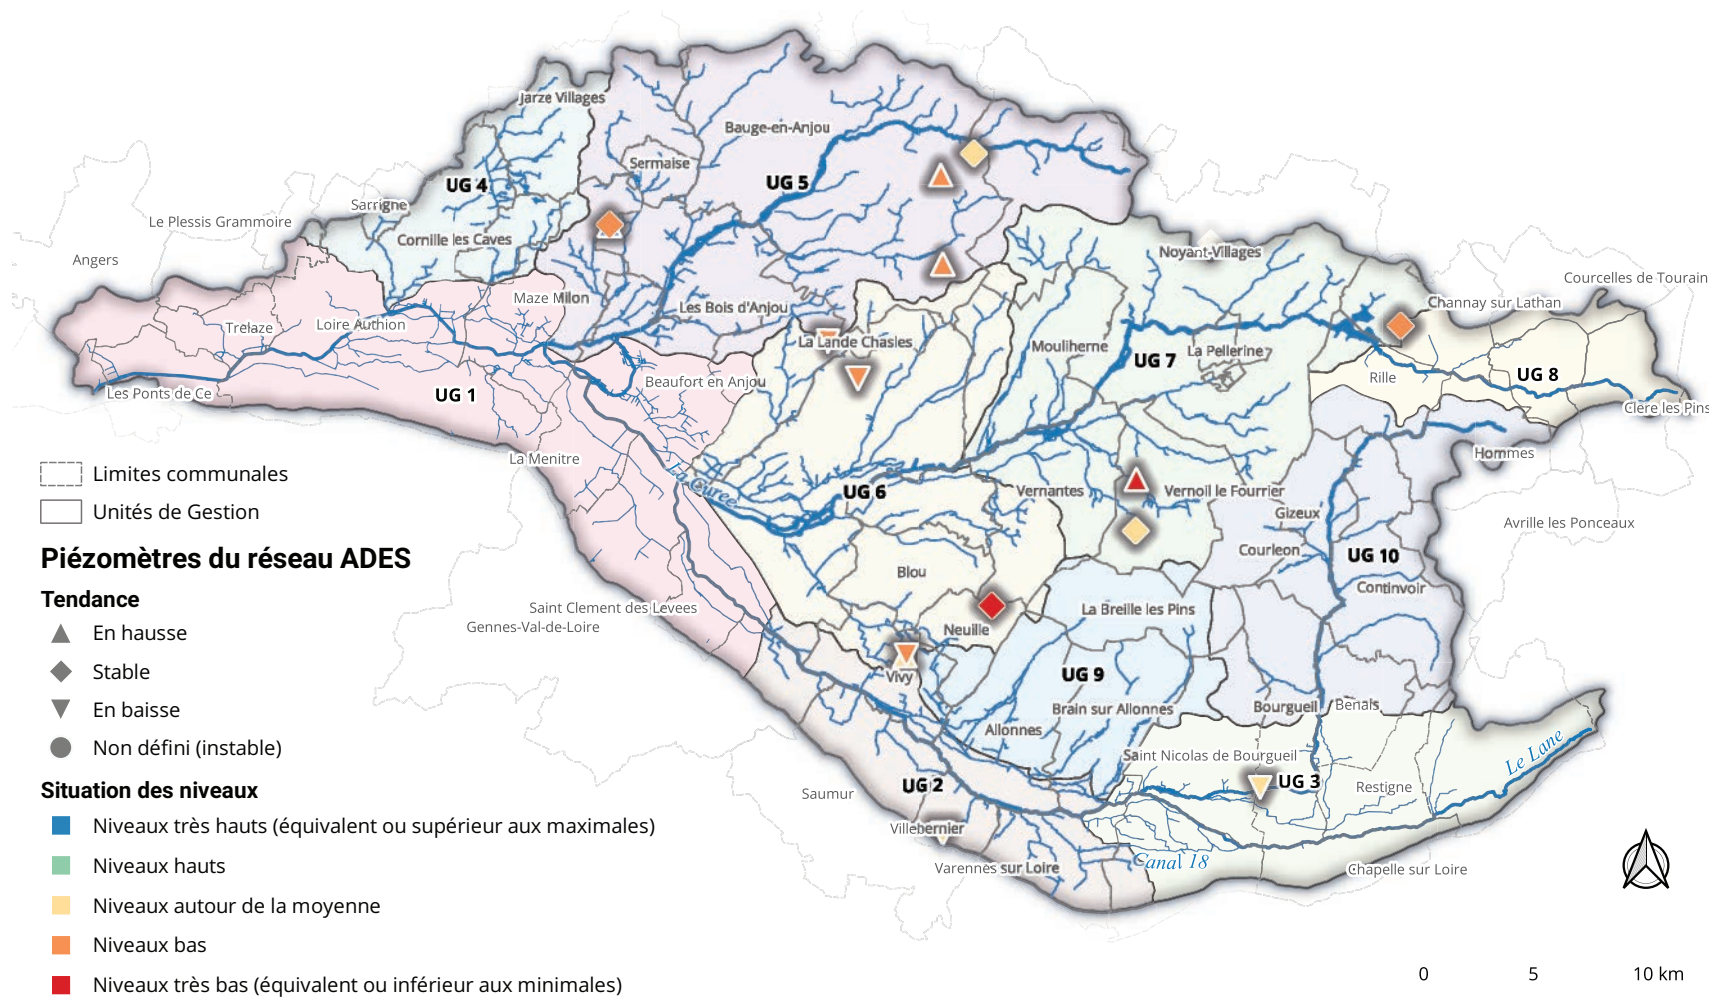 Jarze Villages
Bauge-en-Anjou
Sermaise
UG 4
UG 5
Sarrigne
Le Plessis Grammoire
Cornille les Caves
Angers
Noyant-Villages
Courcelles de Tourain
Maze Milon
Les Bois d'Anjou
Channay sur Lathan
Trelaze
Loire Authion
La Lande Chasles
Mouliherne
UG 7
La Pellerine
Rille
UG 8
Les Ponts de Ce
UG 1
Beaufort en Anjou
Clere les Pins
La Menitre
Hommes
La Curee
UG 6
Vernantes
Vernoil le Fourrier
Gizeux
Avrille les Ponceaux
Courleon
UG 10
Blou
Continvoir
Saint Clement des Levees
La Breille les Pins
Gennes-Val-de-Loire
Neuille
Vivy
UG 9
Brain sur Allonnes
Bourgueil
Benais
Allonnes
Saint Nicolas de Bourgueil
Le Lane
UG 2
UG 3
Restigne
Saumur
Villebernier
Varennes sur Loire
Canal 18
Chapelle sur Loire
Limites communales
Unités de Gestion
Piézomètres du réseau ADES
Tendance
En hausse
Stable
En baisse
Non défini (instable)
Situation des niveaux
Niveaux très hauts (équivalent ou supérieur aux maximales)
Niveaux hauts
Niveaux autour de la moyenne
Niveaux bas
Niveaux très bas (équivalent ou inférieur aux minimales)
0 5 10 km